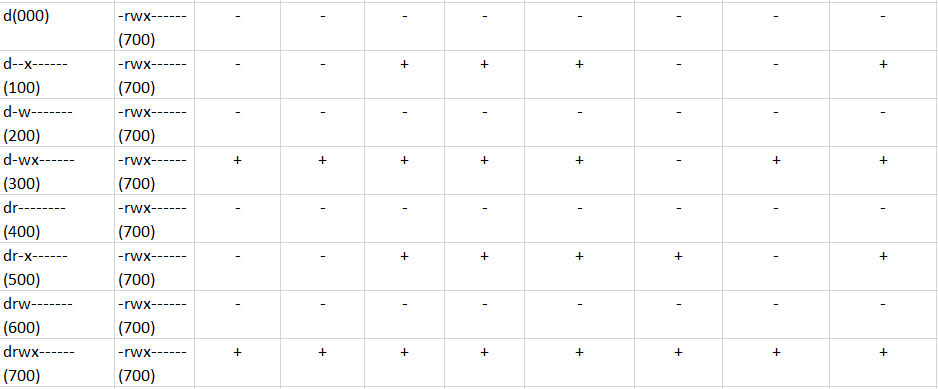 d(000) -rwx------ - - - - - - - -
(700)
d--x------ -rwx------ - - + + + - - +
(100) (700)
d-w------- -rwx------ - - - - - - - -
(200) (700)
d-wx------ -rwx------ + + + + + - + +
(300) (700)
dr-------- -rwx------ - - - - - - - -
(400) (700)
dr-x------ -rwx------ - - + + + + - +
(500) (700)
drw------- -rwx------ - - - - - - - -
(600) (700)
drwx------ -rwx------ + + + + + + + +
(700) (700)